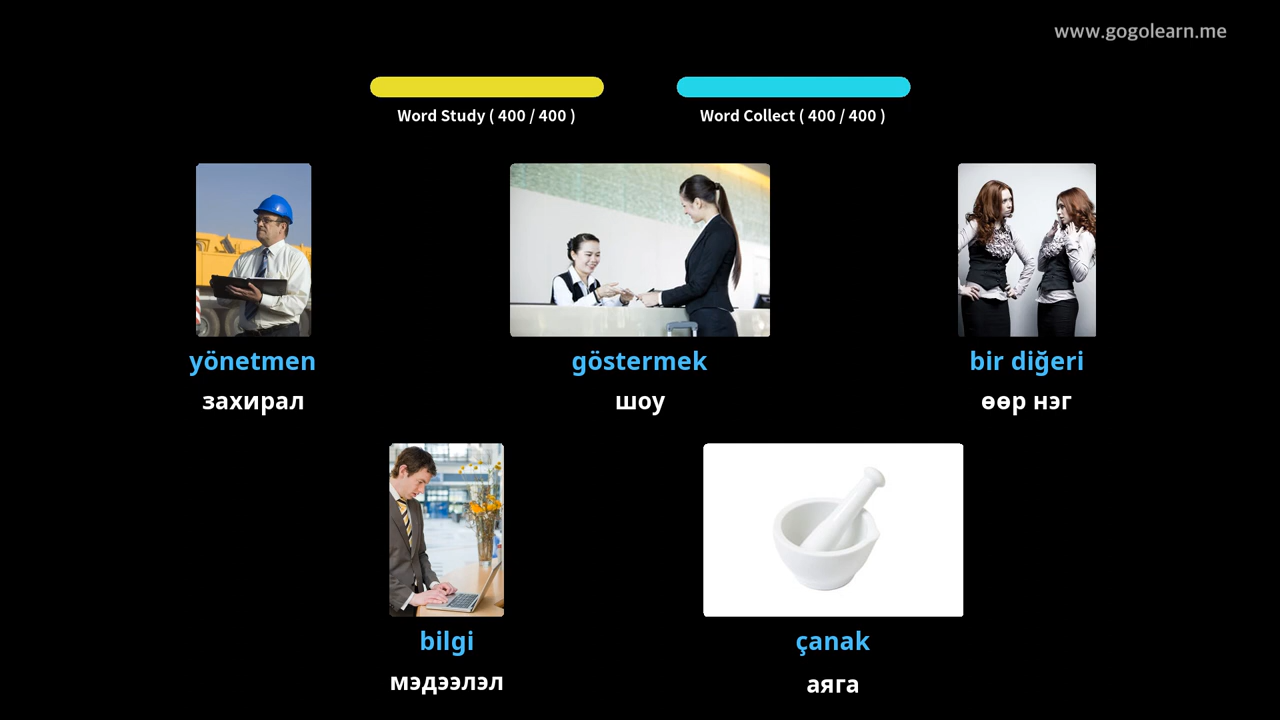 www.gogolearn.me
Word Study ( 400 / 400 )
Word Collect ( 400 / 400 )
yönetmen
захирал
göstermek
шоу
bir diğeri
өөр нэг
bilgi
мэдээлэл
çanak
аяга